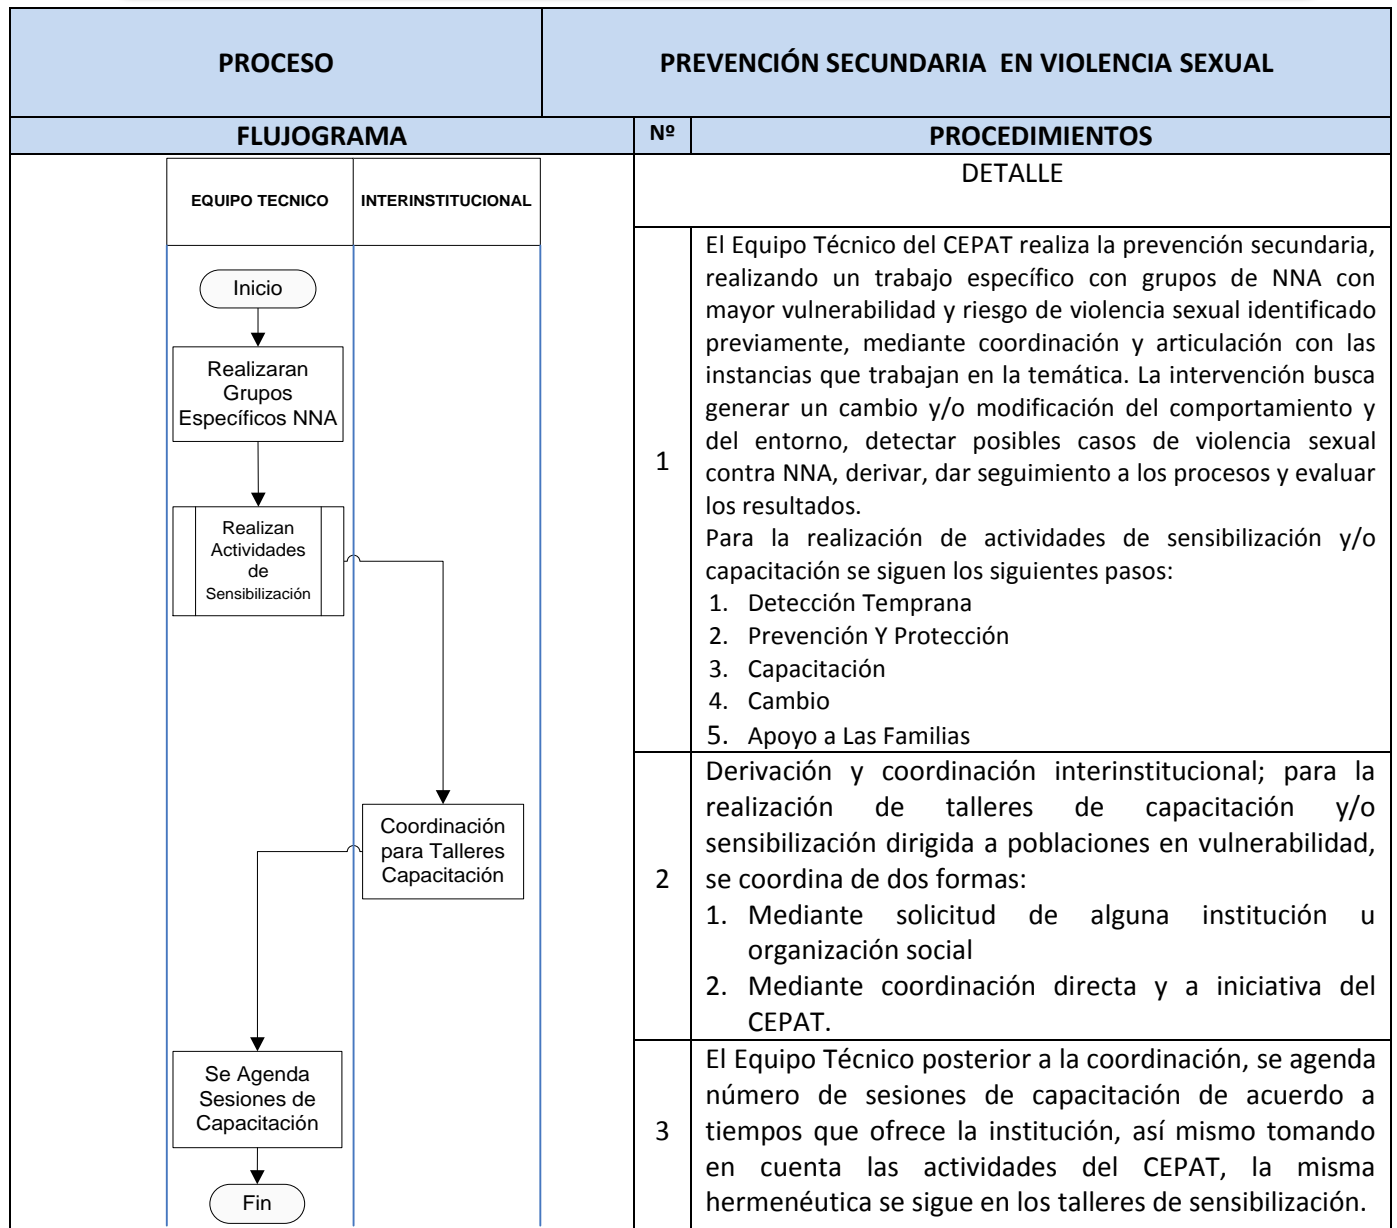 PROCESO
PREVENCIÓN SECUNDARIA EN VIOLENCIA SEXUAL
FLUJOGRAMA
Nº
PROCEDIMIENTOS
EQUIPO TECNICO
INTERINSTITUCIONAL
Inicio
Realizaran
Grupos
Específicos NNA
Realizan
Actividades
de
Sensibilización
Coordinación
para Talleres
Capacitación
Se Agenda
Sesiones de
Capacitación
Fin
DETALLE
1
El Equipo Técnico del CEPAT realiza la prevención secundaria,
realizando un trabajo específico con grupos de NNA con
mayor vulnerabilidad y riesgo de violencia sexual identificado
previamente, mediante coordinación y articulación con las
instancias que trabajan en la temática. La intervención busca
generar un cambio y/o modificación del comportamiento y
del entorno, detectar posibles casos de violencia sexual
contra NNA, derivar, dar seguimiento a los procesos y evaluar
los resultados.
Para la realización de actividades de sensibilización y/o
capacitación se siguen los siguientes pasos:
1. Detección Temprana
2. Prevención Y Protección
3. Capacitación
4. Cambio
5. Apoyo a Las Familias
2
Derivación y coordinación interinstitucional; para la
realización de talleres de capacitación y/o
sensibilización dirigida a poblaciones en vulnerabilidad,
se coordina de dos formas:
1. Mediante solicitud de alguna institución u
organización social
2. Mediante coordinación directa y a iniciativa del
CEPAT.
3
El Equipo Técnico posterior a la coordinación, se agenda
número de sesiones de capacitación de acuerdo a
tiempos que ofrece la institución, así mismo tomando
en cuenta las actividades del CEPAT, la misma
hermenéutica se sigue en los talleres de sensibilización.